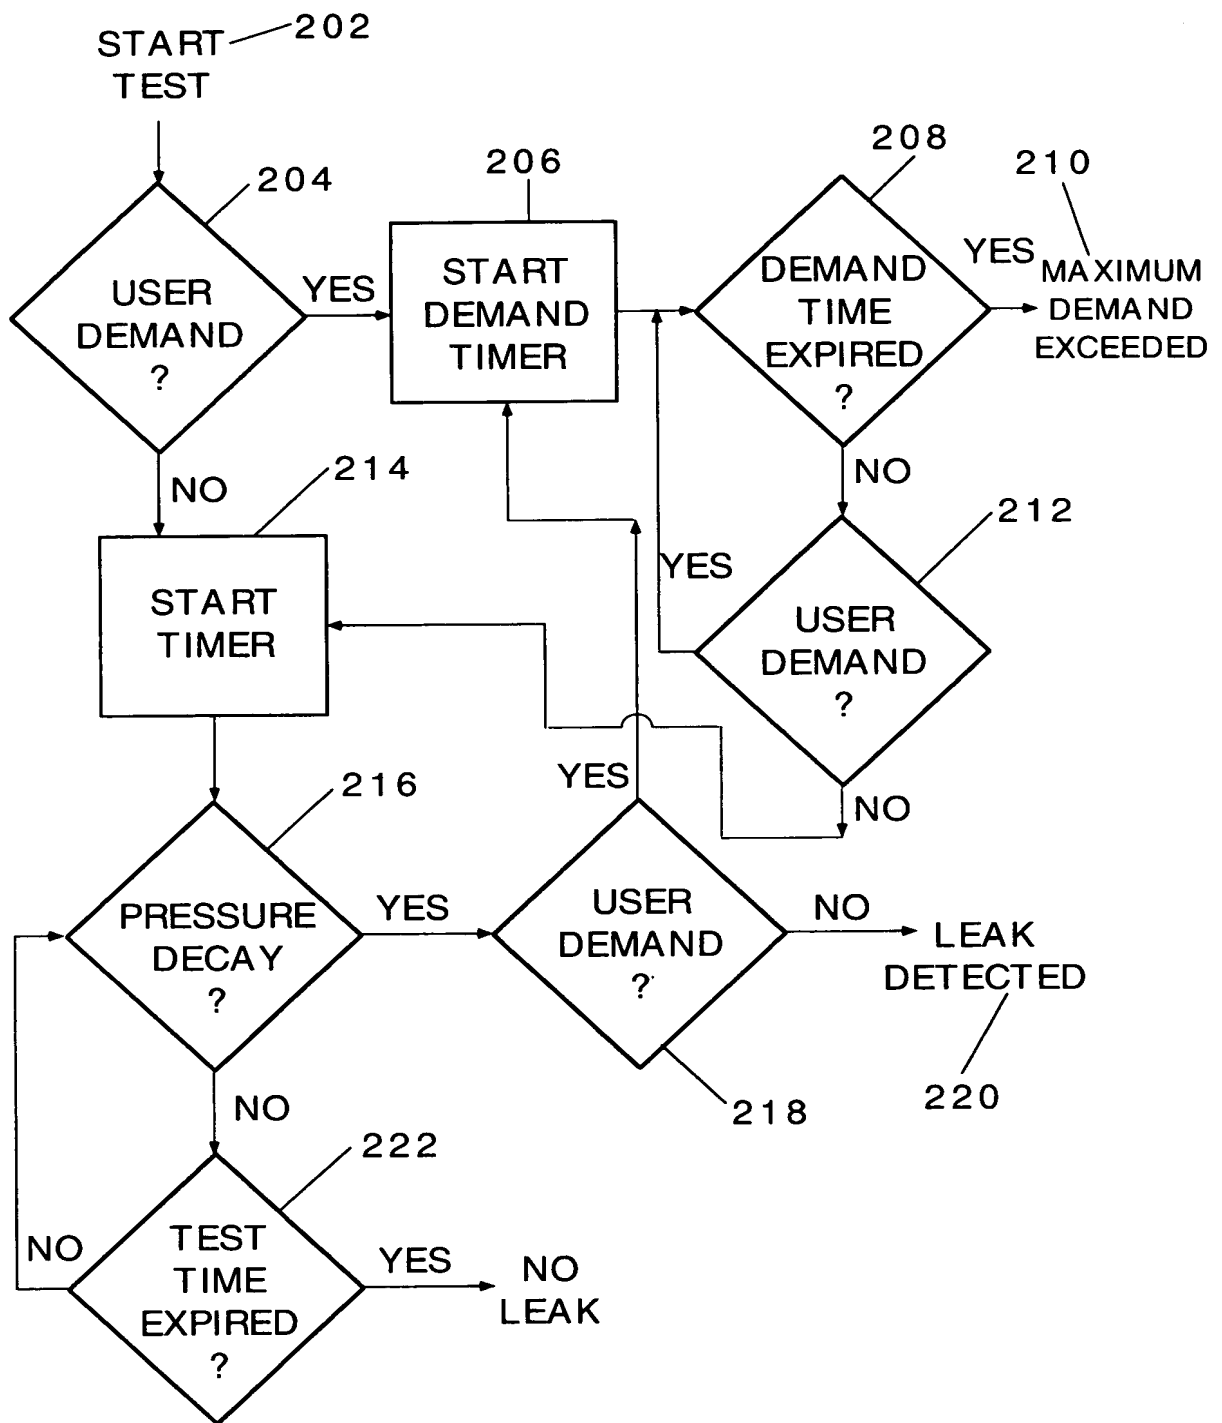 START
TEST
202
204
USER
DEMAND
?
YES
206
START
DEMAND
TIMER
208
DEMAND
TIME
EXPIRED
?
YES
210
MAXIMUM
DEMAND
EXCEEDED
NO
212
USER
DEMAND
?
YES
NO
NO
214
START
TIMER
216
PRESSURE
DECAY
?
YES
USER
DEMAND
?
218
YES
NO
LEAK
DETECTED
220
NO
222
TEST
TIME
EXPIRED
?
NO
YES
NO
LEAK